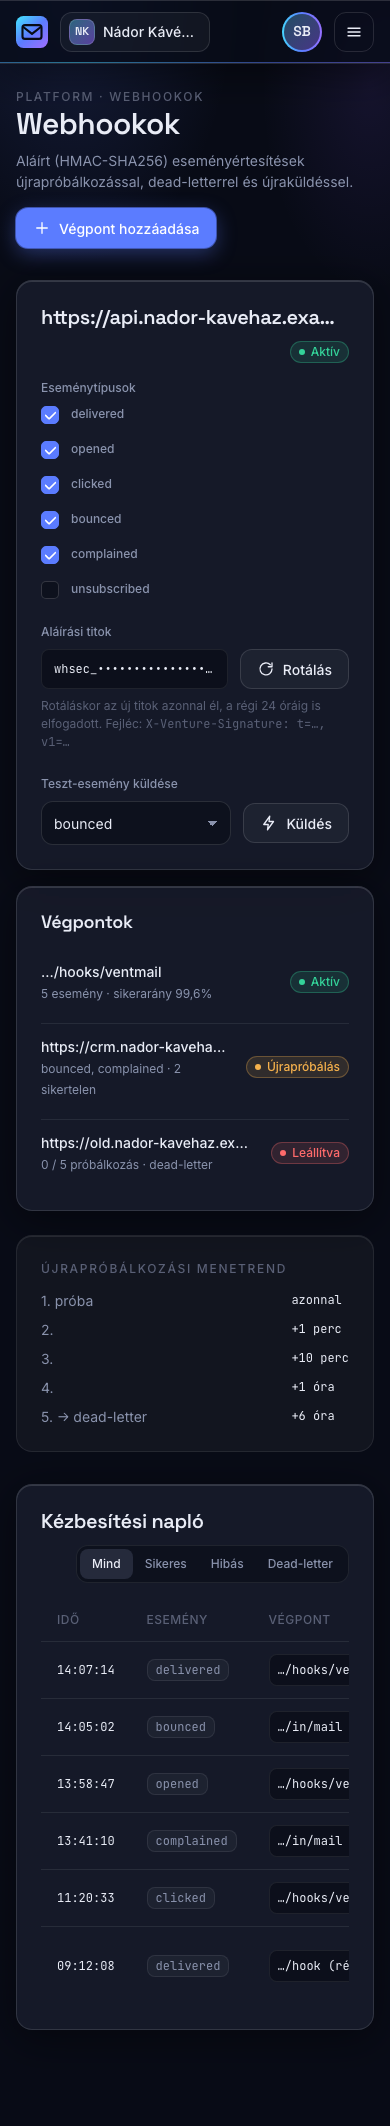 NK Nádor Kávé... SB
PLATFORM · WEBHOOKOK
Webhookok
Aláírt (HMAC-SHA256) eseményértesítések
újrapróbálkozással, dead-letterrel és újraküldéssel.
Végpont hozzáadása
https://api.nador-kavehaz.exa...
Aktív
Eseménytípusok
delivered
opened
clicked
bounced
complained
unsubscribed
Aláírási titok
whsec_•••••••••••••••… Rotálás
Rotáláskor az új titok azonnal él, a régi 24 óráig is
elfogadott. Fejléc: X-Venture-Signature: t=…,
v1=…
Teszt-esemény küldése
bounced Küldés
Végpontok
…/hooks/ventmail Aktív
5 esemény · sikerarány 99,6%
https://crm.nador-kaveha...
bounced, complained · 2
sikertelen
Újrapróbálás
https://old.nador-kavehaz.ex...
0 / 5 próbálkozás · dead-letter
Leállítva
ÚJRAPRÓBÁLKOZÁSI MENETREND
1. próba azonnal
2. +1 perc
3. +10 perc
4. +1 óra
5. → dead-letter +6 óra
Kézbesítési napló
Mind Sikeres Hibás Dead-letter
IDŐ ESEMÉNY VÉGPONT
14:07:14 delivered …/hooks/ve
14:05:02 bounced …/in/mail
13:58:47 opened …/hooks/ve
13:41:10 complained …/in/mail
11:20:33 clicked …/hooks/ve
09:12:08 delivered …/hook (ré